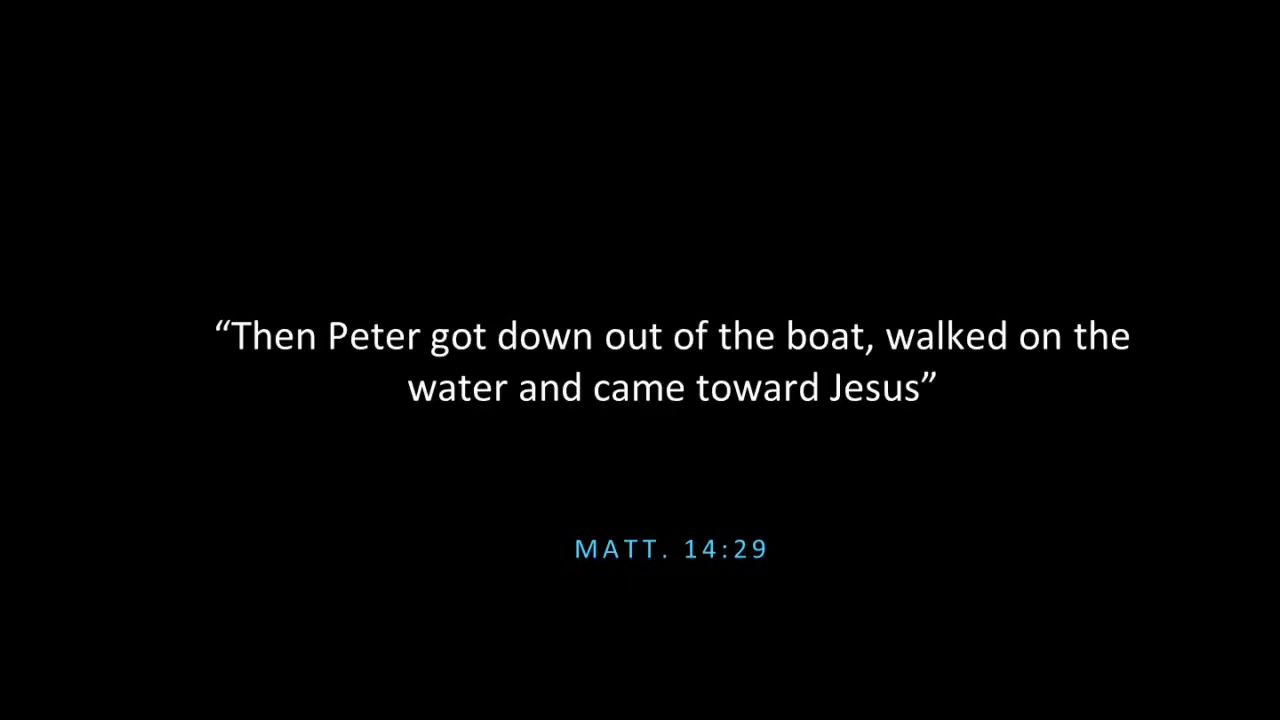 “Then Peter got down out of the boat, walked on the
water and came toward Jesus”
MATT. 14:29